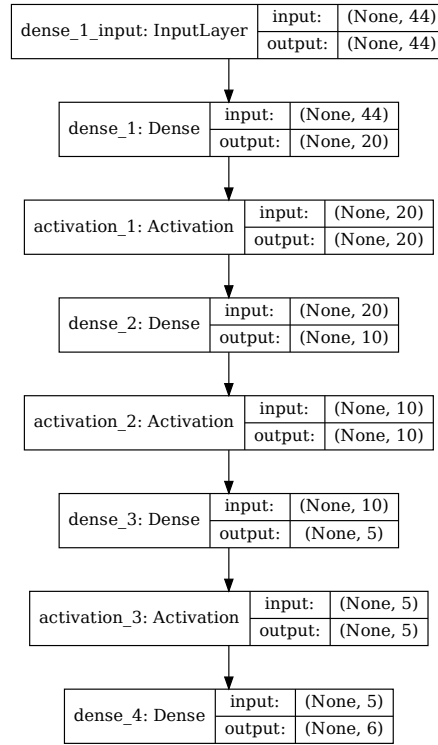 dense_1_input: InputLayer
input: (None, 44)
output: (None, 44)
dense_1: Dense
input: (None, 44)
output: (None, 20)
activation_1: Activation
input: (None, 20)
output: (None, 20)
dense_2: Dense
input: (None, 20)
output: (None, 10)
activation_2: Activation
input: (None, 10)
output: (None, 10)
dense_3: Dense
input: (None, 10)
output: (None, 5)
activation_3: Activation
input: (None, 5)
output: (None, 5)
dense_4: Dense
input: (None, 5)
output: (None, 6)